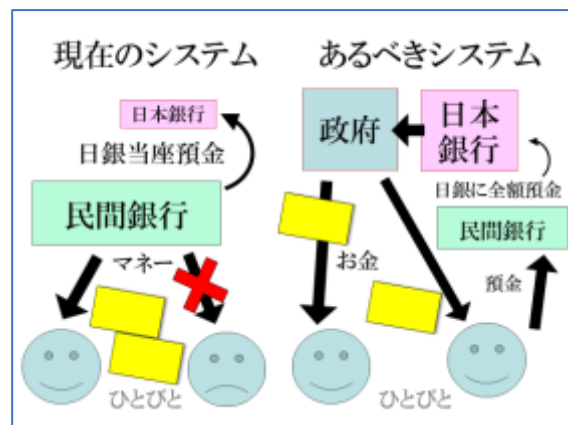 現在のシステム
日本銀行
日銀当座預金
民間銀行
マネー
ひとびと
あるべきシステム
政府
日本
銀行
日銀に全額預金
民間銀行
お金
預金
ひとびと